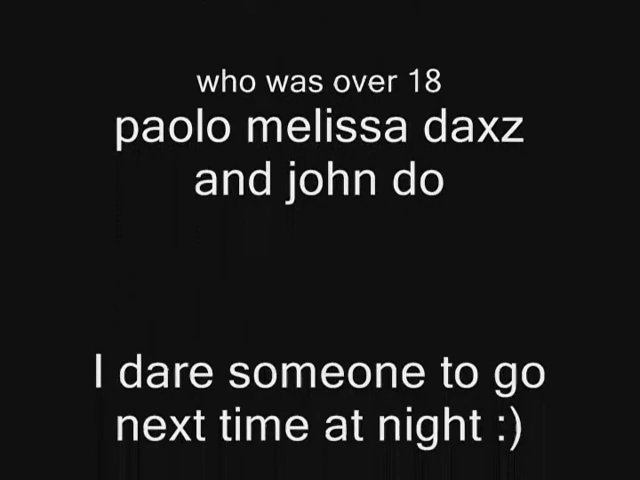 who was over 18
paolo melissa daxz
and john do
I dare someone to go
next time at night :)